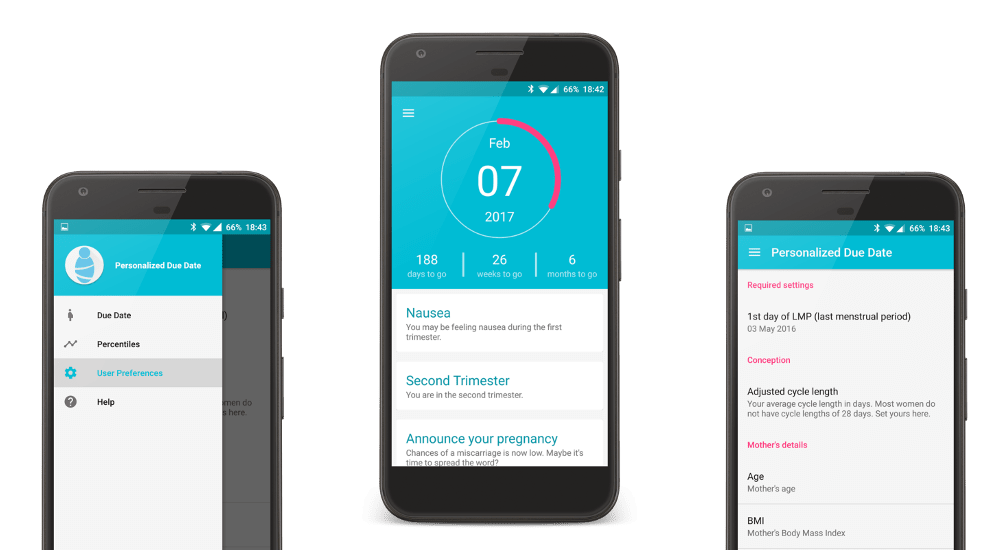 66% 18:43
Personalized Due Date
Due Date
Percentiles
User Preferences
Help
)
men do
s here.
66% 18:42
Feb
07
2017
188
days to go
26
weeks to go
6
months to go
Nausea
You may be feeling nausea during the first
trimester.
Second Trimester
You are in the second trimester.
Announce your pregnancy
Chances of a miscarriage is now low. Maybe it's
time to spread the word?
66% 18:43
Personalized Due Date
Required settings
1st day of LMP (last menstrual period)
03 May 2016
Conception
Adjusted cycle length
Your average cycle length in days. Most women do
not have cycle lengths of 28 days. Set yours here.
Mother's details
Age
Mother's age
BMI
Mother's Body Mass Index